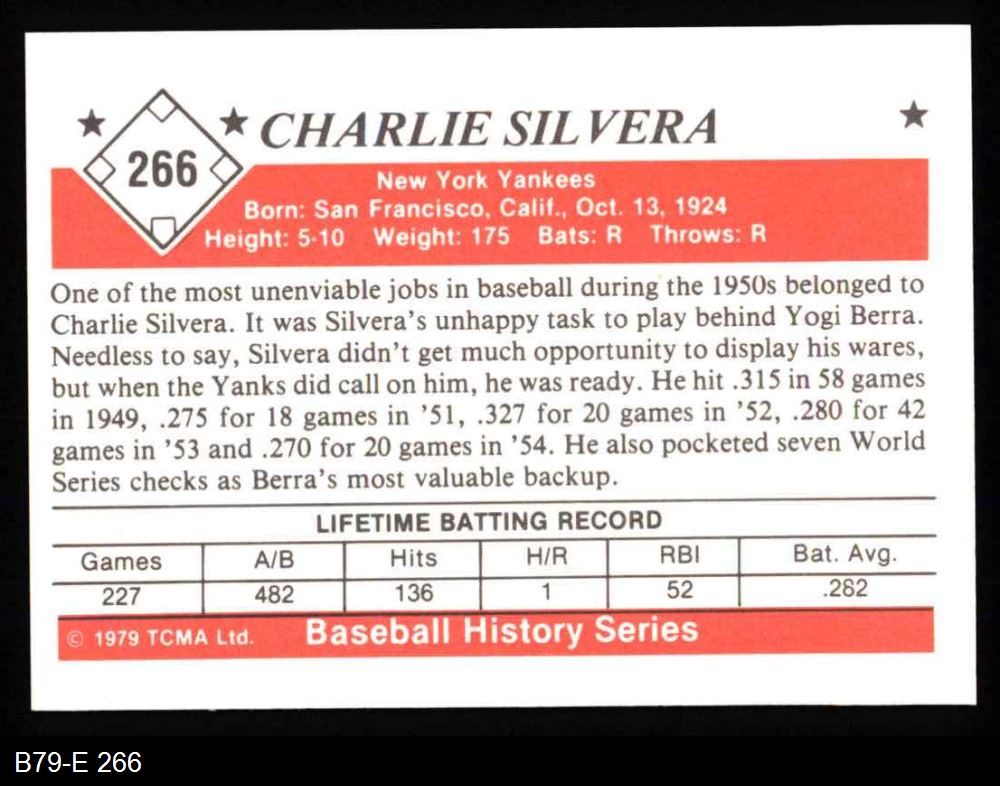 266
CHARLIE SILVERA
New York Yankees
Born: San Francisco, Calif., Oct. 13, 1924
Height: 5-10 Weight: 175 Bats: R Throws: R
One of the most unenviable jobs in baseball during the 1950s belonged to
Charlie Silvera. It was Silvera's unhappy task to play behind Yogi Berra.
Needless to say, Silvera didn't get much opportunity to display his wares,
but when the Yanks did call on him, he was ready. He hit .315 in 58 games
in 1949, .275 for 18 games in '51, .327 for 20 games in '52, .280 for 42
games in '53 and .270 for 20 games in '54. He also pocketed seven World
Series checks as Berra's most valuable backup.
LIFETIME BATTING RECORD
Games A/B Hits H/R RBI Bat. Avg.
227 482 136 1 52 .282
© 1979 TCMA Ltd. Baseball History Series
B79-E 266